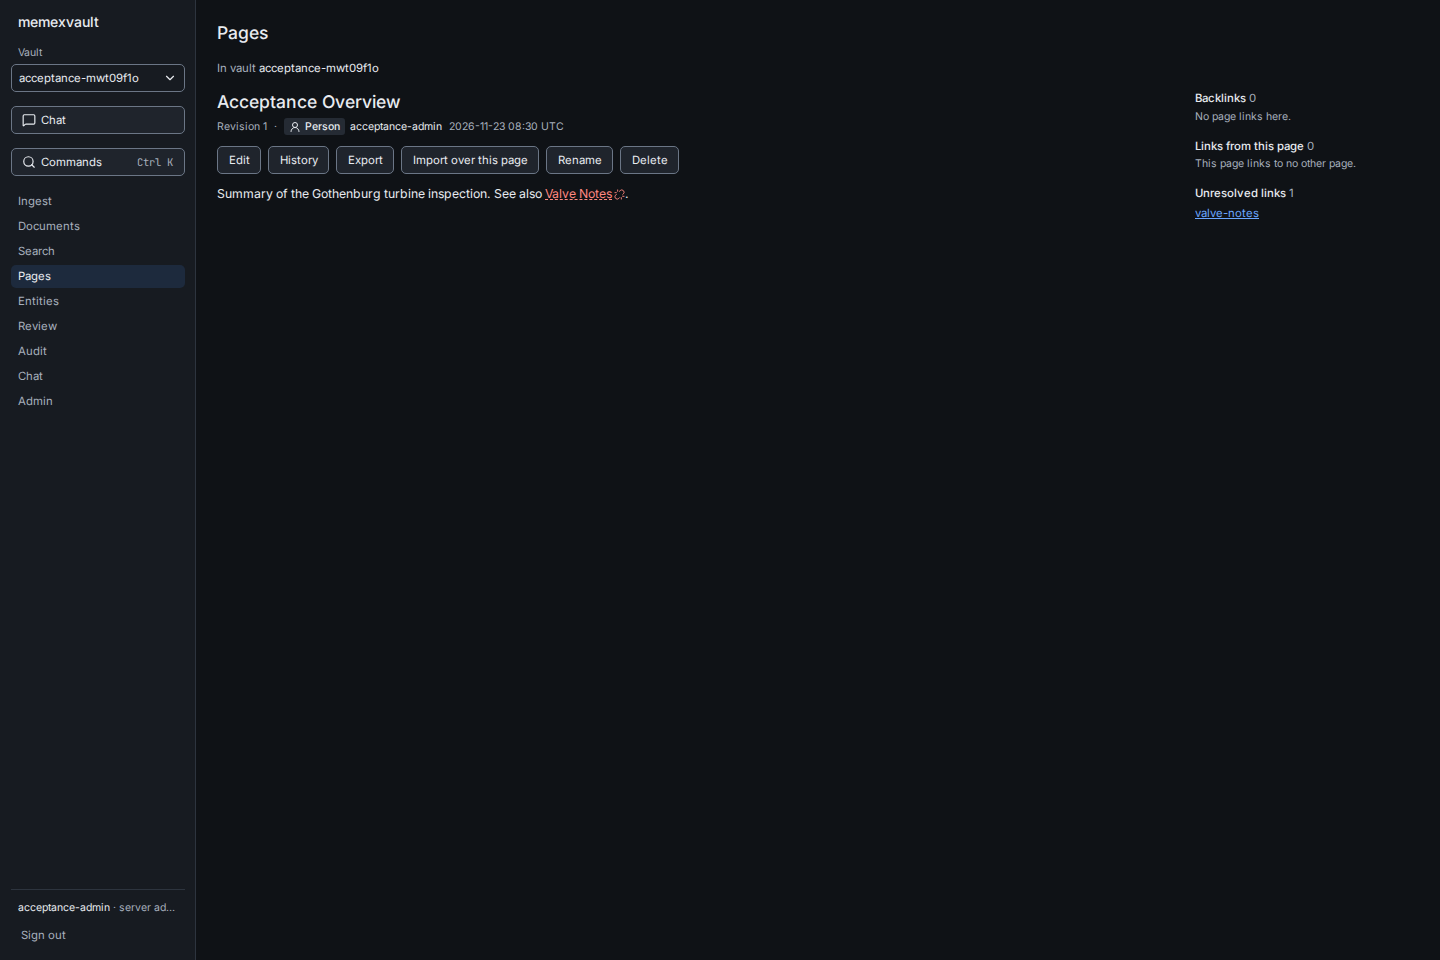 memexvault
Vault
acceptance-mwt09f1o
Chat
Commands Ctrl K
Ingest
Documents
Search
Pages
Entities
Review
Audit
Chat
Admin
acceptance-admin · server ad...
Sign out
Pages
In vault acceptance-mwt09f1o
Acceptance Overview
Revision 1 · Person acceptance-admin 2026-11-23 08:30 UTC
Edit History Export Import over this page Rename Delete
Summary of the Gothenburg turbine inspection. See also Valve Notes.
Backlinks 0
No page links here.
Links from this page 0
This page links to no other page.
Unresolved links 1
valve-notes